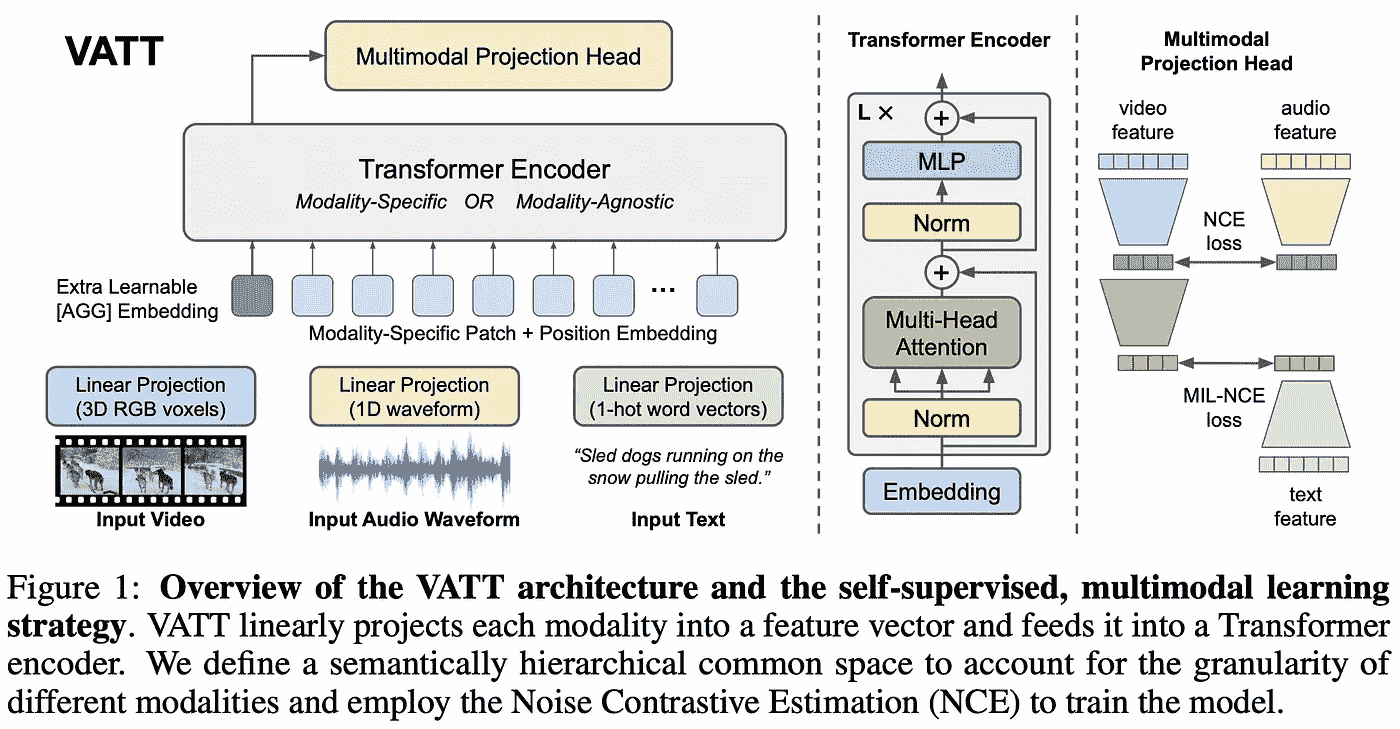 VATT
Multimodal Projection Head
Transformer Encoder
Modality-Specific OR Modality-Agnostic
Extra Learnable
[AGG] Embedding
...
Modality-Specific Patch + Position Embedding
Linear Projection
(3D RGB voxels)
Linear Projection
(1D waveform)
Linear Projection
(1-hot word vectors)
"Sled dogs running on the
snow pulling the sled."
Input Video
Input Audio Waveform
Input Text
Transformer Encoder
L ×
+
MLP
Norm
+
Multi-Head
Attention
Norm
Embedding
Multimodal
Projection Head
video
feature
audio
feature
NCE
loss
MIL-NCE
loss
text
feature
Figure 1: Overview of the VATT architecture and the self-supervised, multimodal learning
strategy. VATT linearly projects each modality into a feature vector and feeds it into a Transformer
encoder. We define a semantically hierarchical common space to account for the granularity of
different modalities and employ the Noise Contrastive Estimation (NCE) to train the model.